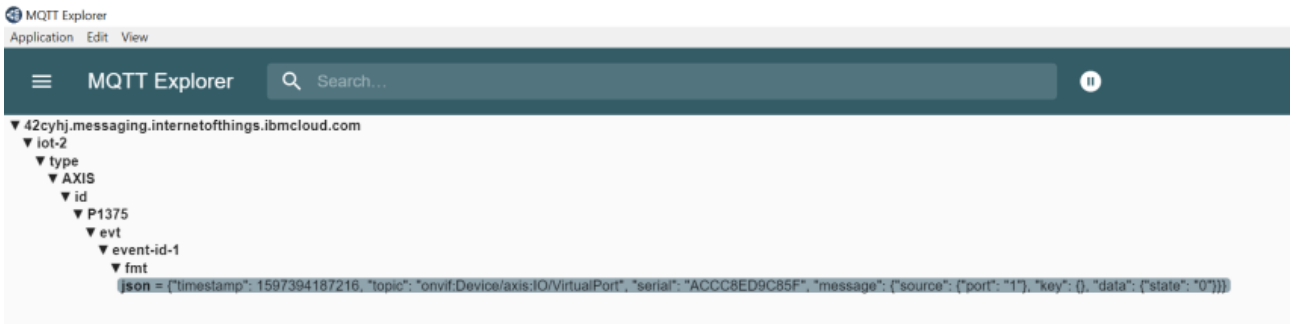 MQTT Explorer
Application Edit View
MQTT Explorer Search...
▼ 42cyhj.messaging.internetofthings.ibmcloud.com
▼ iot-2
▼ type
▼ AXIS
▼ id
▼ P1375
▼ evt
▼ event-id-1
▼ fmt
json = {"timestamp": 1597394187216, "topic": "onvif:Device/axis:IO/VirtualPort", "serial": "ACCC8ED9C85F", "message": {"source": {"port": "1"}, "key": {}, "data": {"state": "0"}}}